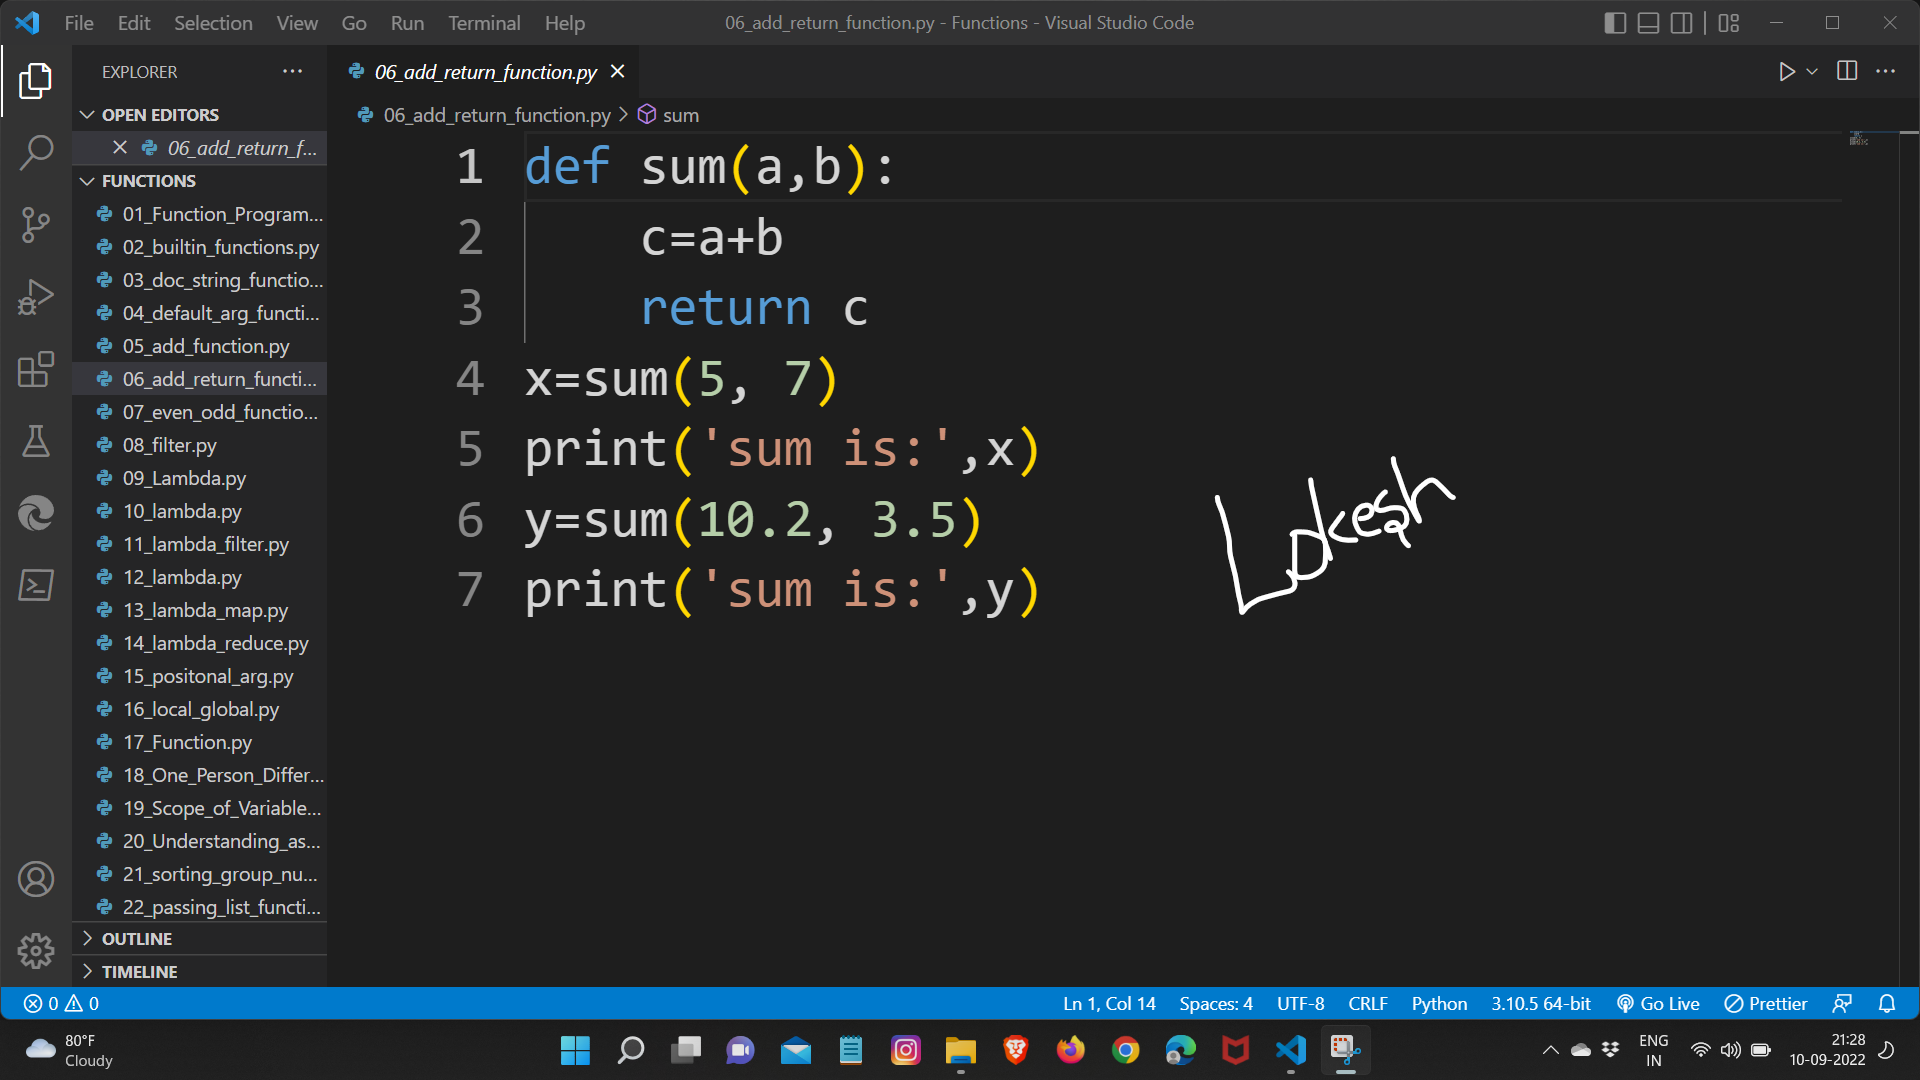 File Edit Selection View Go Run Terminal Help 06_add_return_function.py - Functions - Visual Studio Code
EXPLORER
06_add_return_function.py
OPEN EDITORS
06_add_return_f...
FUNCTIONS
01_Function_Program...
02_builtin_functions.py
03_doc_string_functio...
04_default_arg_functi...
05_add_function.py
06_add_return_functi...
07_even_odd_functio...
08_filter.py
09_Lambda.py
10_lambda.py
11_lambda_filter.py
12_lambda.py
13_lambda_map.py
14_lambda_reduce.py
15_positonal_arg.py
16_local_global.py
17_Function.py
18_One_Person_Differ...
19_Scope_of_Variable...
20_Understanding_as...
21_sorting_group_nu...
22_passing_list_functi...
OUTLINE
TIMELINE
06_add_return_function.py > sum
1 def sum(a,b):
2 c=a+b
3 return c
4 x=sum(5, 7)
5 print('sum is:',x)
6 y=sum(10.2, 3.5)
7 print('sum is:',y)
Lokesh
0 0 Ln 1, Col 14 Spaces: 4 UTF-8 CRLF Python 3.10.5 64-bit Go Live Prettier
80°F
Cloudy
ENG
IN
21:28
10-09-2022